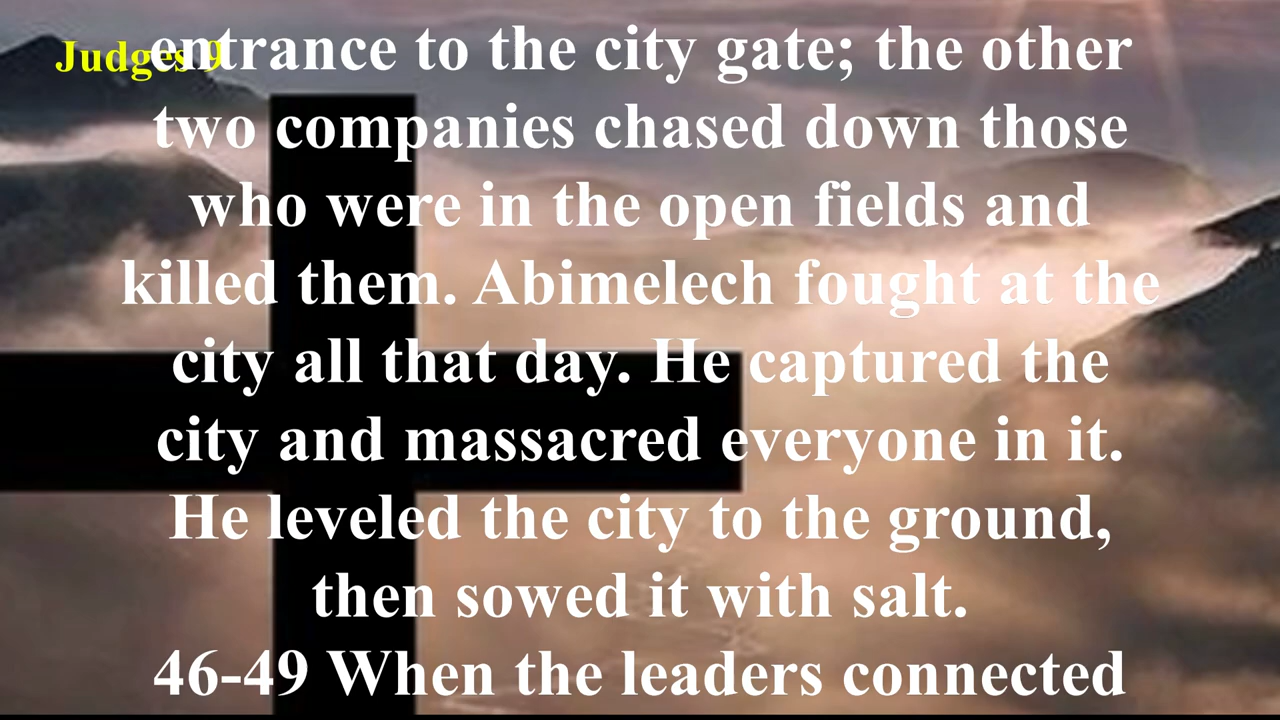 Judges 9
entrance to the city gate; the other
two companies chased down those
who were in the open fields and
killed them. Abimelech fought at the
city all that day. He captured the
city and massacred everyone in it.
He leveled the city to the ground,
then sowed it with salt.
46-49 When the leaders connected